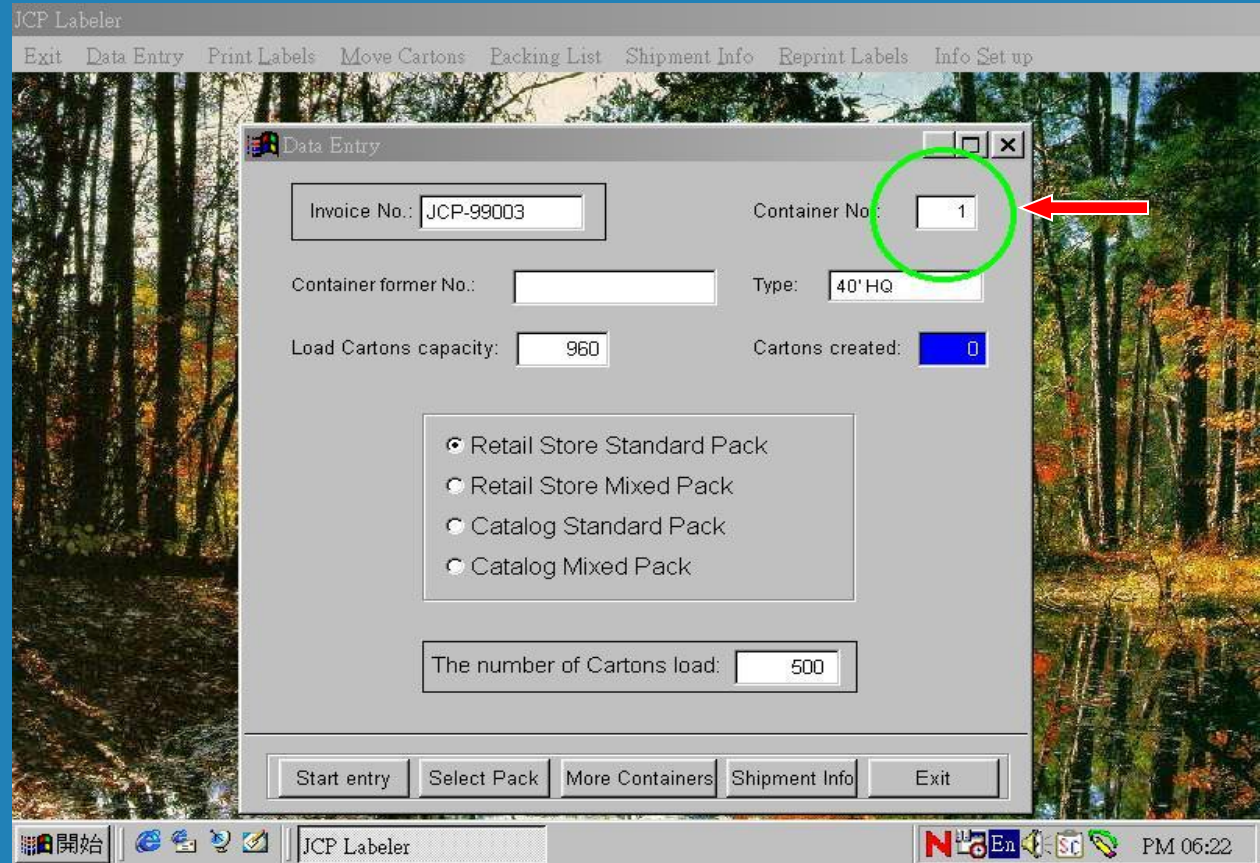 JCP Labeler
Exit Data Entry Print Labels Move Cartons Packing List Shipment Info Reprint Labels Info Set up
Data Entry
Invoice No.: JCP-99003 Container No.: 1
Container former No.: Type: 40' HQ
Load Cartons capacity: 960 Cartons created: 0
Retail Store Standard Pack
Retail Store Mixed Pack
Catalog Standard Pack
Catalog Mixed Pack
The number of Cartons load: 500
Start entry Select Pack More Containers Shipment Info Exit
開始 JCP Labeler N En PM 06:22